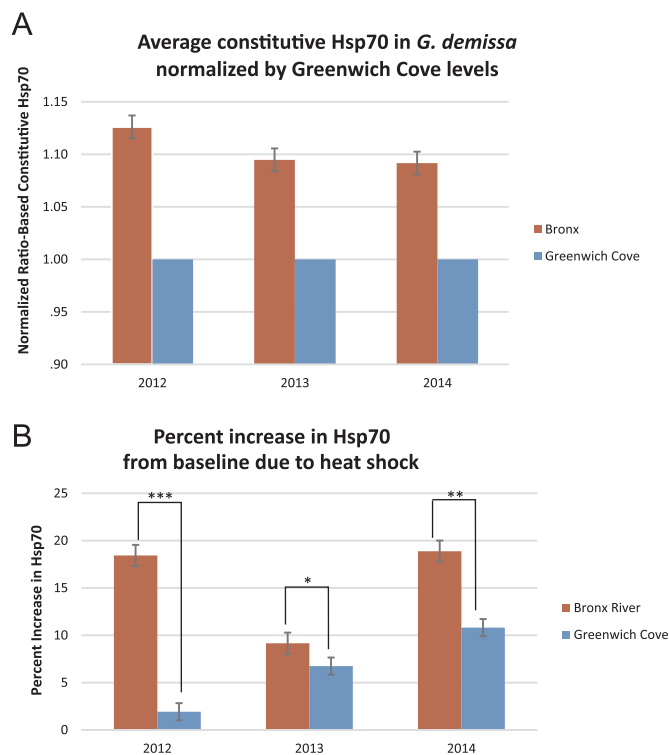 A
Average constitutive Hsp70 in G. demissa
normalized by Greenwich Cove levels
Normalized Ratio-Based Constitutive Hsp70
1.15
1.10
1.05
1.00
.95
.90
2012
2013
2014
Bronx
Greenwich Cove
B
Percent increase in Hsp70
from baseline due to heat shock
Percent Increase in Hsp70
25
20
15
10
5
0
***
*
**
2012
2013
2014
Bronx River
Greenwich Cove